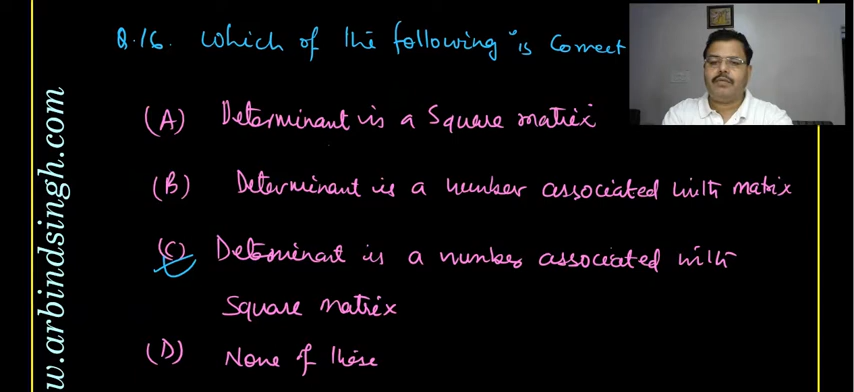 Q.16. Which of the following is correct
(A) Determinant is a Square matrix
(B) Determinant is a number associated with matrix
(C) Determinant is a number associated with
Square matrix
(D) None of these
w.arbindsingh.com